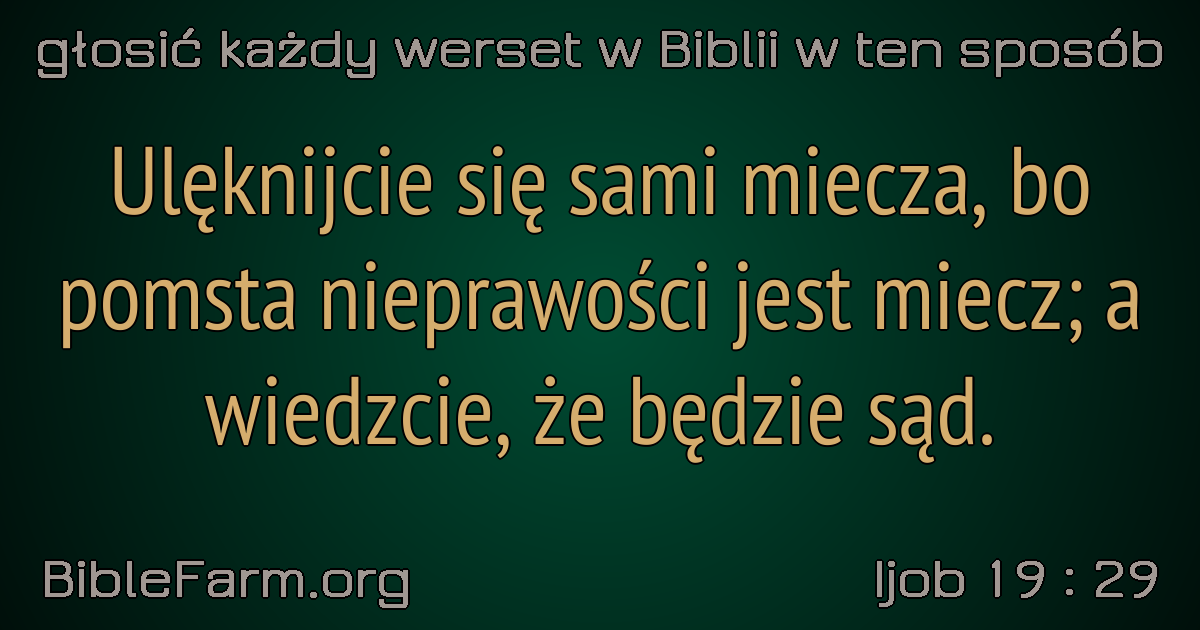 głosić każdy werset w Biblii w ten sposób
Ulęknijcie się sami miecza, bo
pomsta nieprawości jest miecz; a
wiedzcie, że będzie sąd.
BibleFarm.org
Ijob 19 : 29